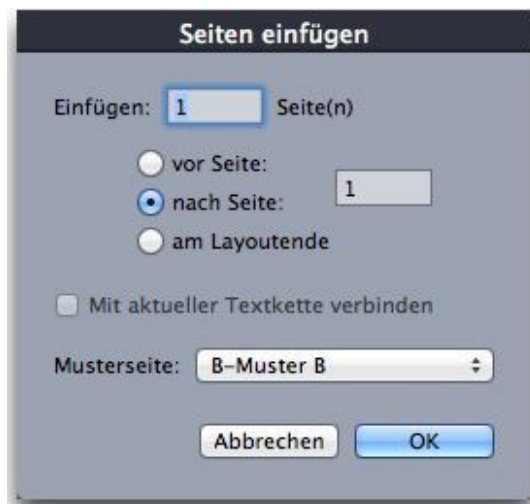 Seiten einfügen
Einfügen: 1 Seite(n)
vor Seite:
nach Seite: 1
am Layoutende
Mit aktueller Textkette verbinden
Musterseite: B-Muster B
Abbrechen OK